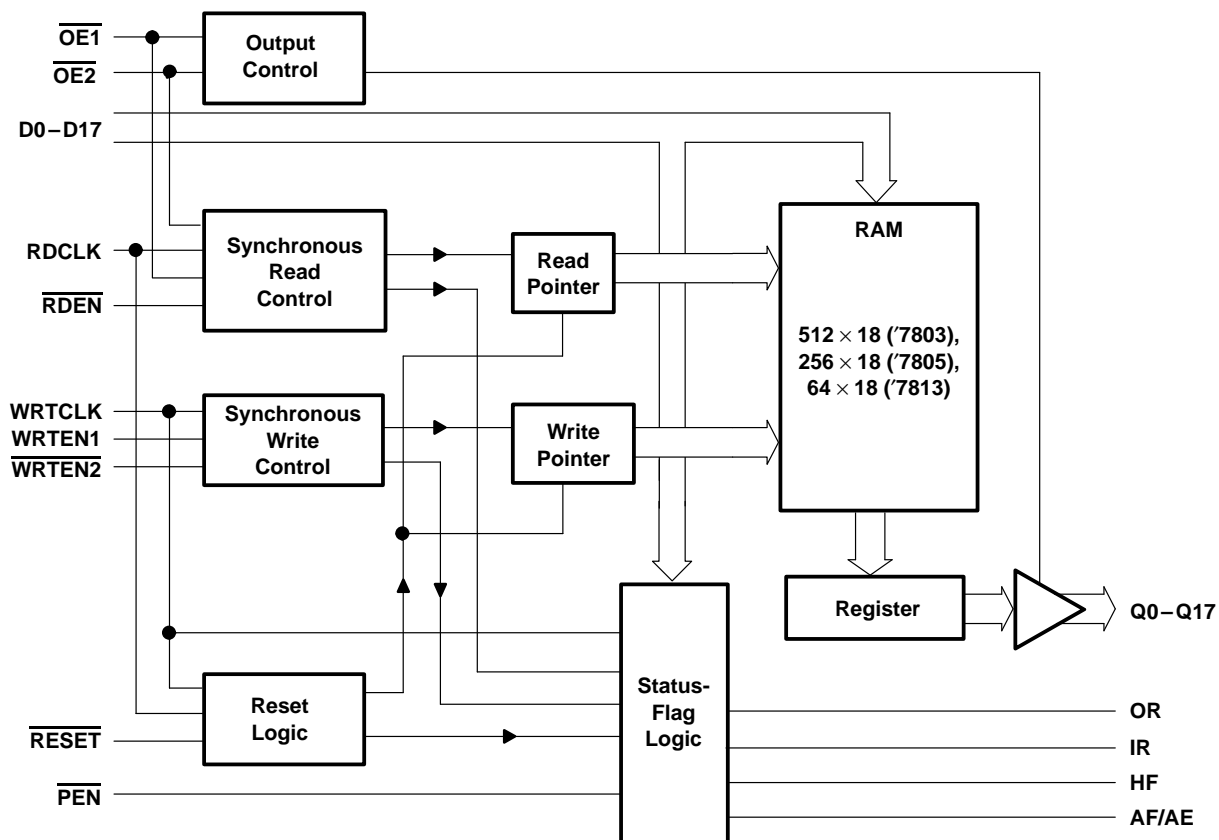 OE1
OE2
Output
Control
D0–D17
RDCLK
RDEN
Synchronous
Read
Control
Read
Pointer
RAM
512 × 18 (′7803),
256 × 18 (′7805),
64 × 18 (′7813)
WRTCLK
WRTEN1
WRTEN2
Synchronous
Write
Control
Write
Pointer
Register
Q0–Q17
Reset
Logic
RESET
PEN
Status-
Flag
Logic
OR
IR
HF
AF/AE